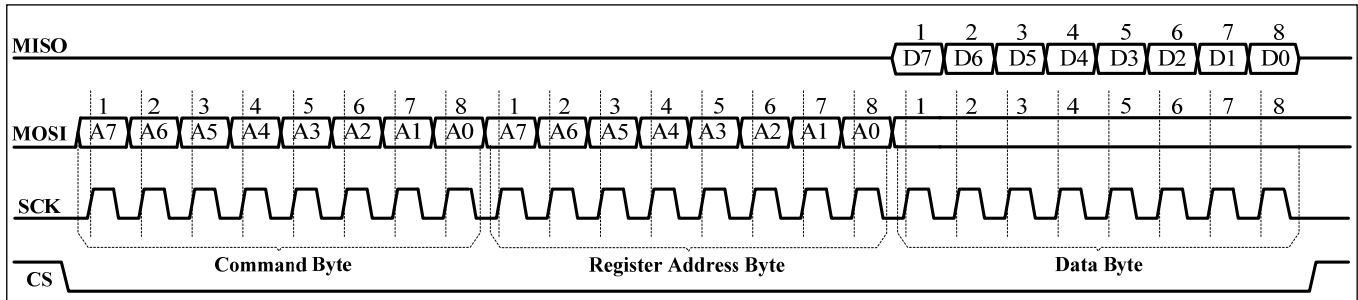 1 2 3 4 5 6 7 8
MISO
D7 D6 D5 D4 D3 D2 D1 D0
1 2 3 4 5 6 7 8 1 2 3 4 5 6 7 8 1 2 3 4 5 6 7 8
MOSI A7 A6 A5 A4 A3 A2 A1 A0 A7 A6 A5 A4 A3 A2 A1 A0
SCK
Command Byte Register Address Byte Data Byte
CS